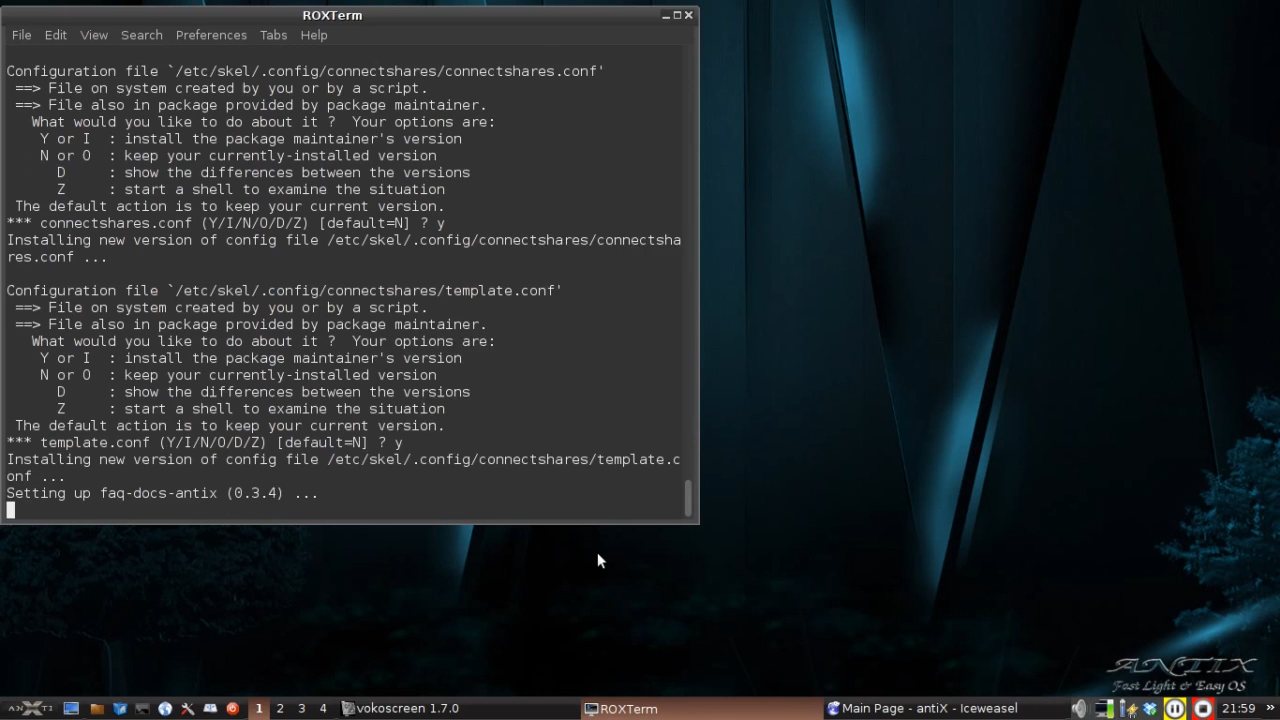 ROXTerm
File Edit View Search Preferences Tabs Help
Configuration file `/etc/skel/.config/connectshares/connectshares.conf'
==> File on system created by you or by a script.
==> File also in package provided by package maintainer.
What would you like to do about it ?  Your options are:
Y or I  : install the package maintainer's version
N or O  : keep your currently-installed version
D     : show the differences between the versions
Z     : start a shell to examine the situation
The default action is to keep your current version.
*** connectshares.conf (Y/I/N/O/D/Z) [default=N] ? y
Installing new version of config file /etc/skel/.config/connectshares/connectsha
res.conf ...
Configuration file `/etc/skel/.config/connectshares/template.conf'
==> File on system created by you or by a script.
==> File also in package provided by package maintainer.
What would you like to do about it ?  Your options are:
Y or I  : install the package maintainer's version
N or O  : keep your currently-installed version
D     : show the differences between the versions
Z     : start a shell to examine the situation
The default action is to keep your current version.
*** template.conf (Y/I/N/O/D/Z) [default=N] ? y
Installing new version of config file /etc/skel/.config/connectshares/template.c
onf ...
Setting up faq-docs-antix (0.3.4) ...
ANTIX
Fast Light & Easy OS
ANXTI 1 2 3 4 vokoscreen 1.7.0 ROXTerm Main Page - antiX - Iceweasel 21:59 »